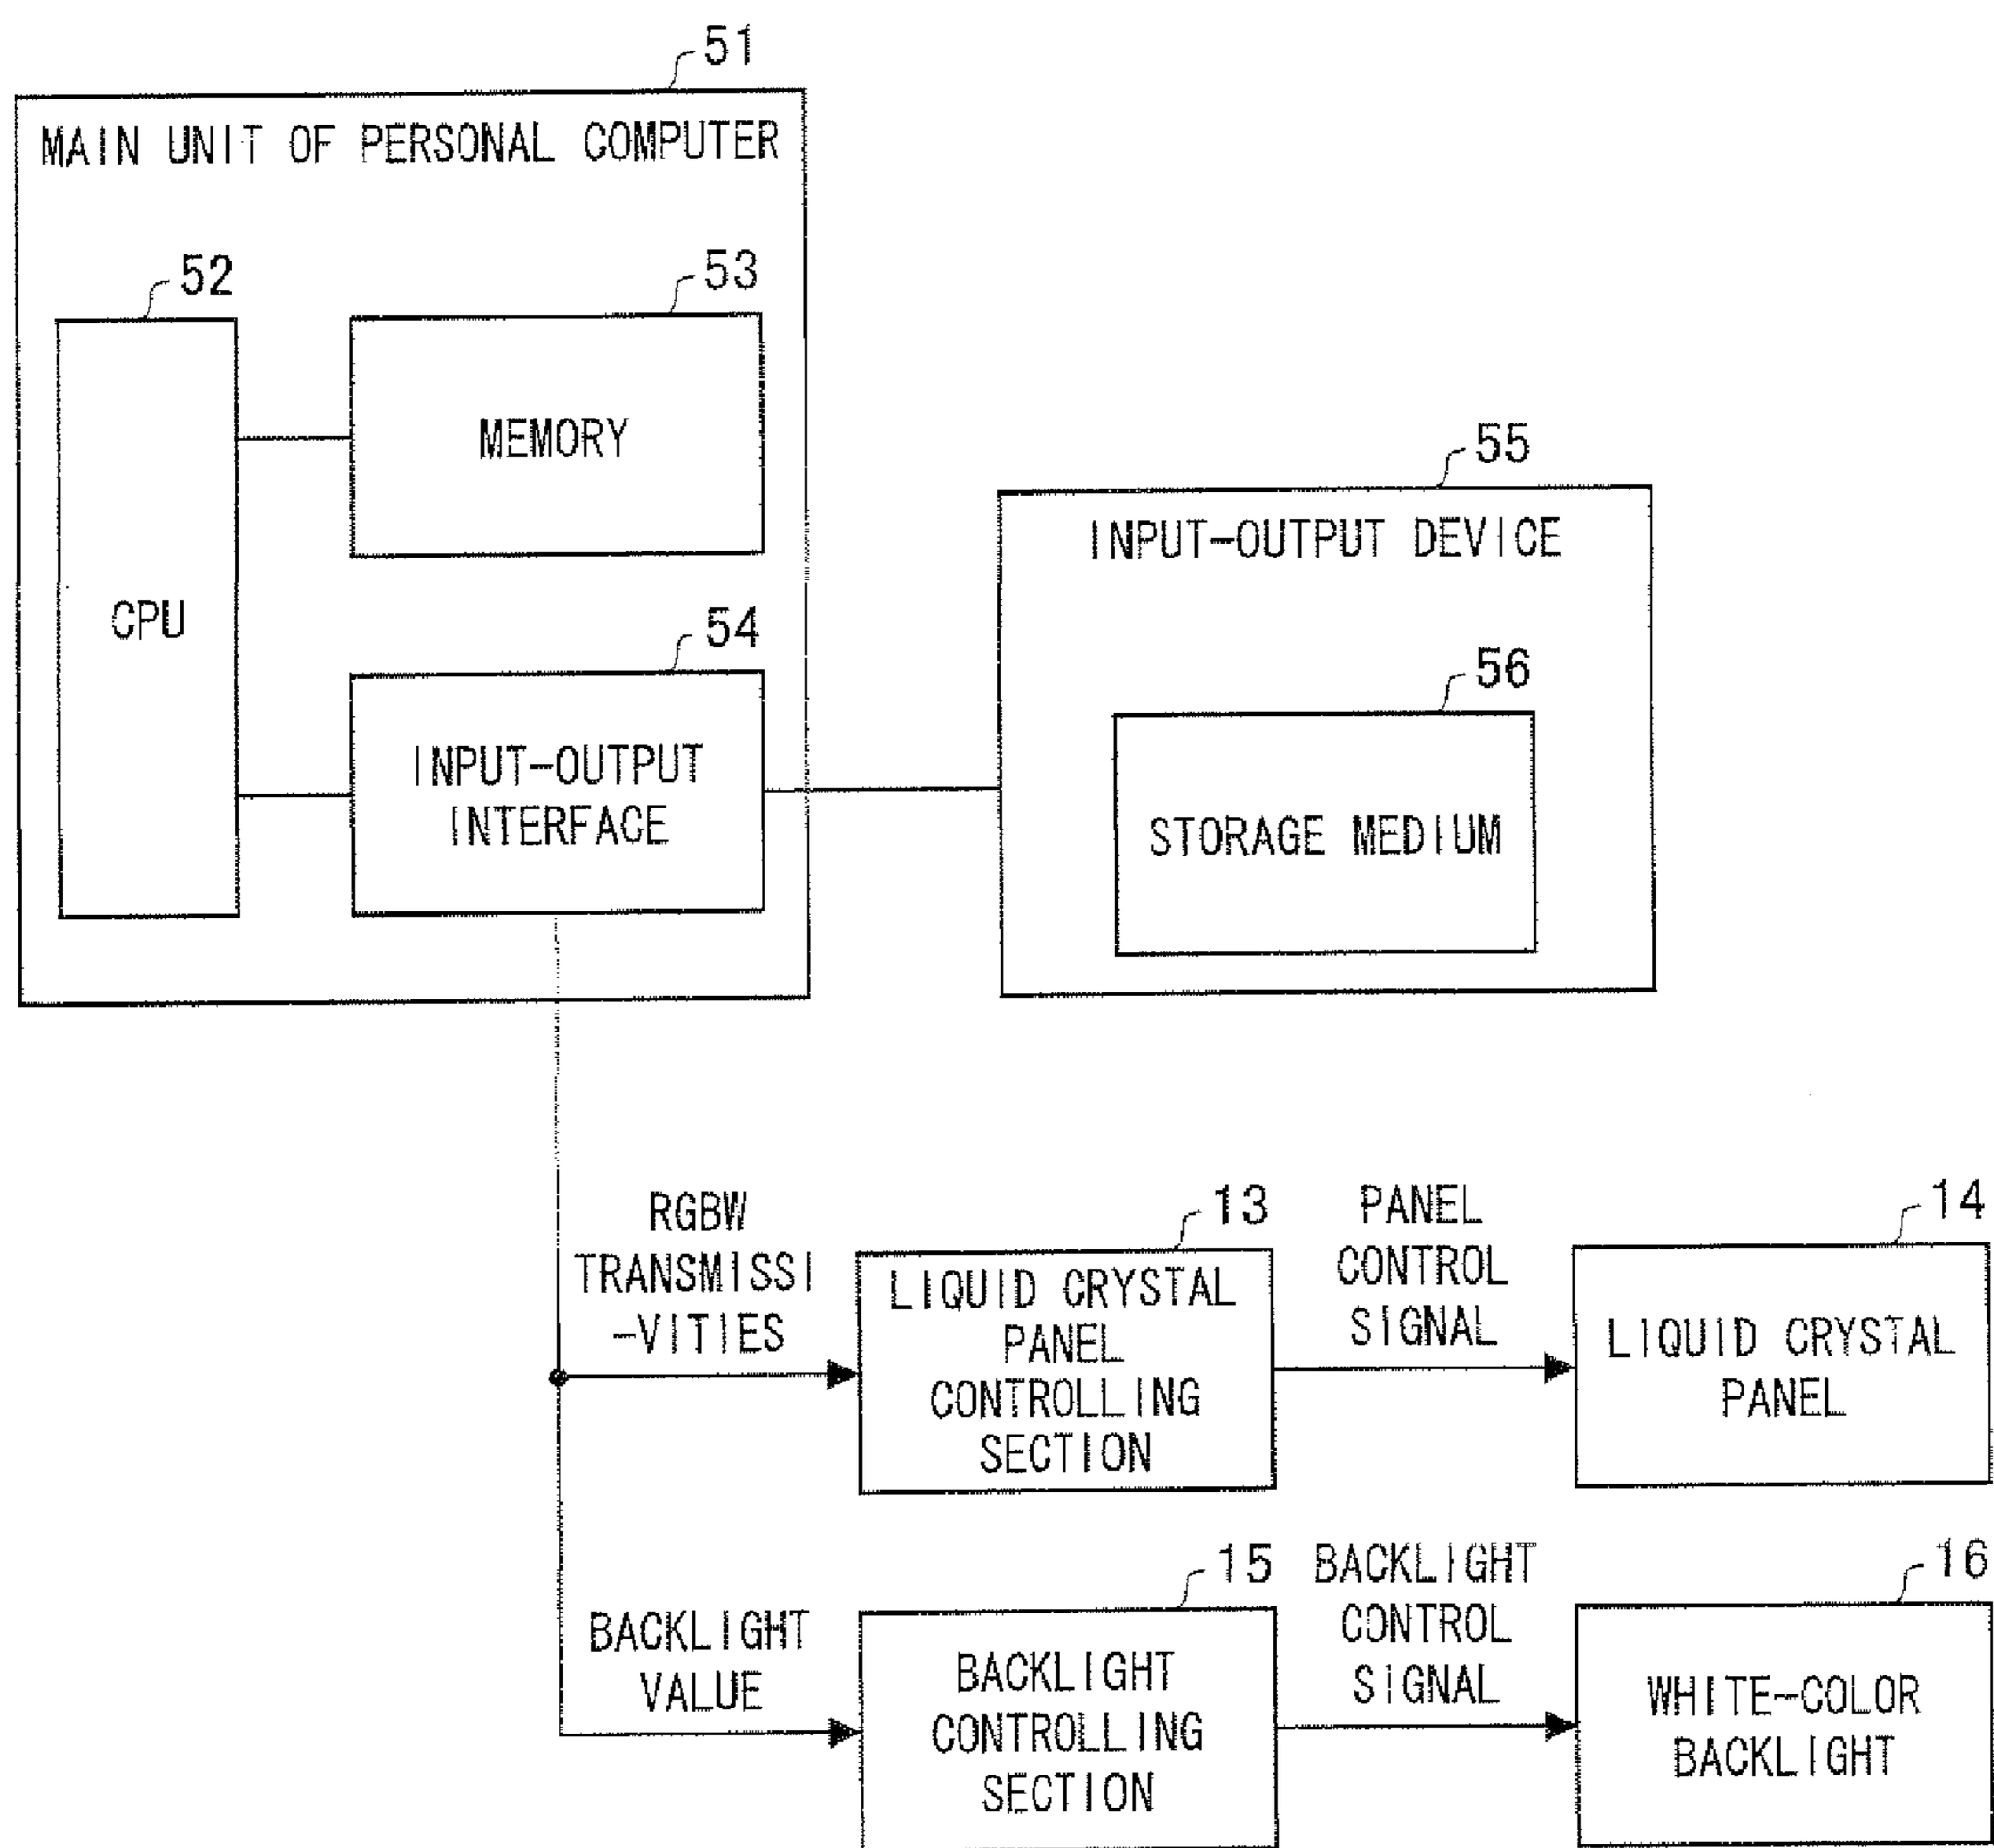 51
MAIN UNIT OF PERSONAL COMPUTER
52
53
CPU
MEMORY
54
INPUT-OUTPUT
INTERFACE
55
INPUT-OUTPUT DEVICE
56
STORAGE MEDIUM
RGBW
TRANSMISSI
-VITIES
13
LIQUID CRYSTAL
PANEL
CONTROLLING
SECTION
PANEL
CONTROL
SIGNAL
14
LIQUID CRYSTAL
PANEL
BACKLIGHT
VALUE
15
BACKLIGHT
CONTROLLING
SECTION
BACKLIGHT
CONTROL
SIGNAL
16
WHITE-COLOR
BACKLIGHT